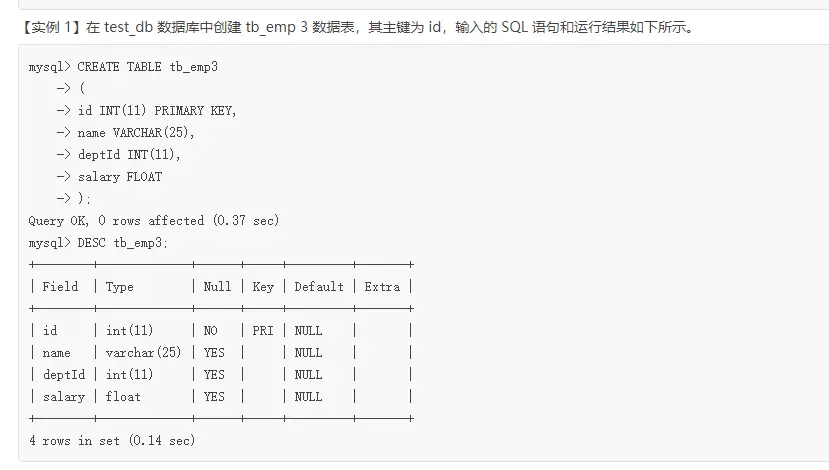 【实例 1】在 test_db 数据库中创建 tb_emp 3 数据表，其主键为 id，输入的 SQL 语句和运行结果如下所示。
mysql> CREATE TABLE tb_emp3
    -> (
    -> id INT(11) PRIMARY KEY,
    -> name VARCHAR(25),
    -> deptId INT(11),
    -> salary FLOAT
    -> );
Query OK, 0 rows affected (0.37 sec)
mysql> DESC tb_emp3;
+--------+-------------+------+-----+---------+-------+
| Field  | Type        | Null | Key | Default | Extra |
+--------+-------------+------+-----+---------+-------+
| id     | int(11)     | NO   | PRI | NULL    |       |
| name   | varchar(25) | YES  |     | NULL    |       |
| deptId | int(11)     | YES  |     | NULL    |       |
| salary | float       | YES  |     | NULL    |       |
+--------+-------------+------+-----+---------+-------+
4 rows in set (0.14 sec)